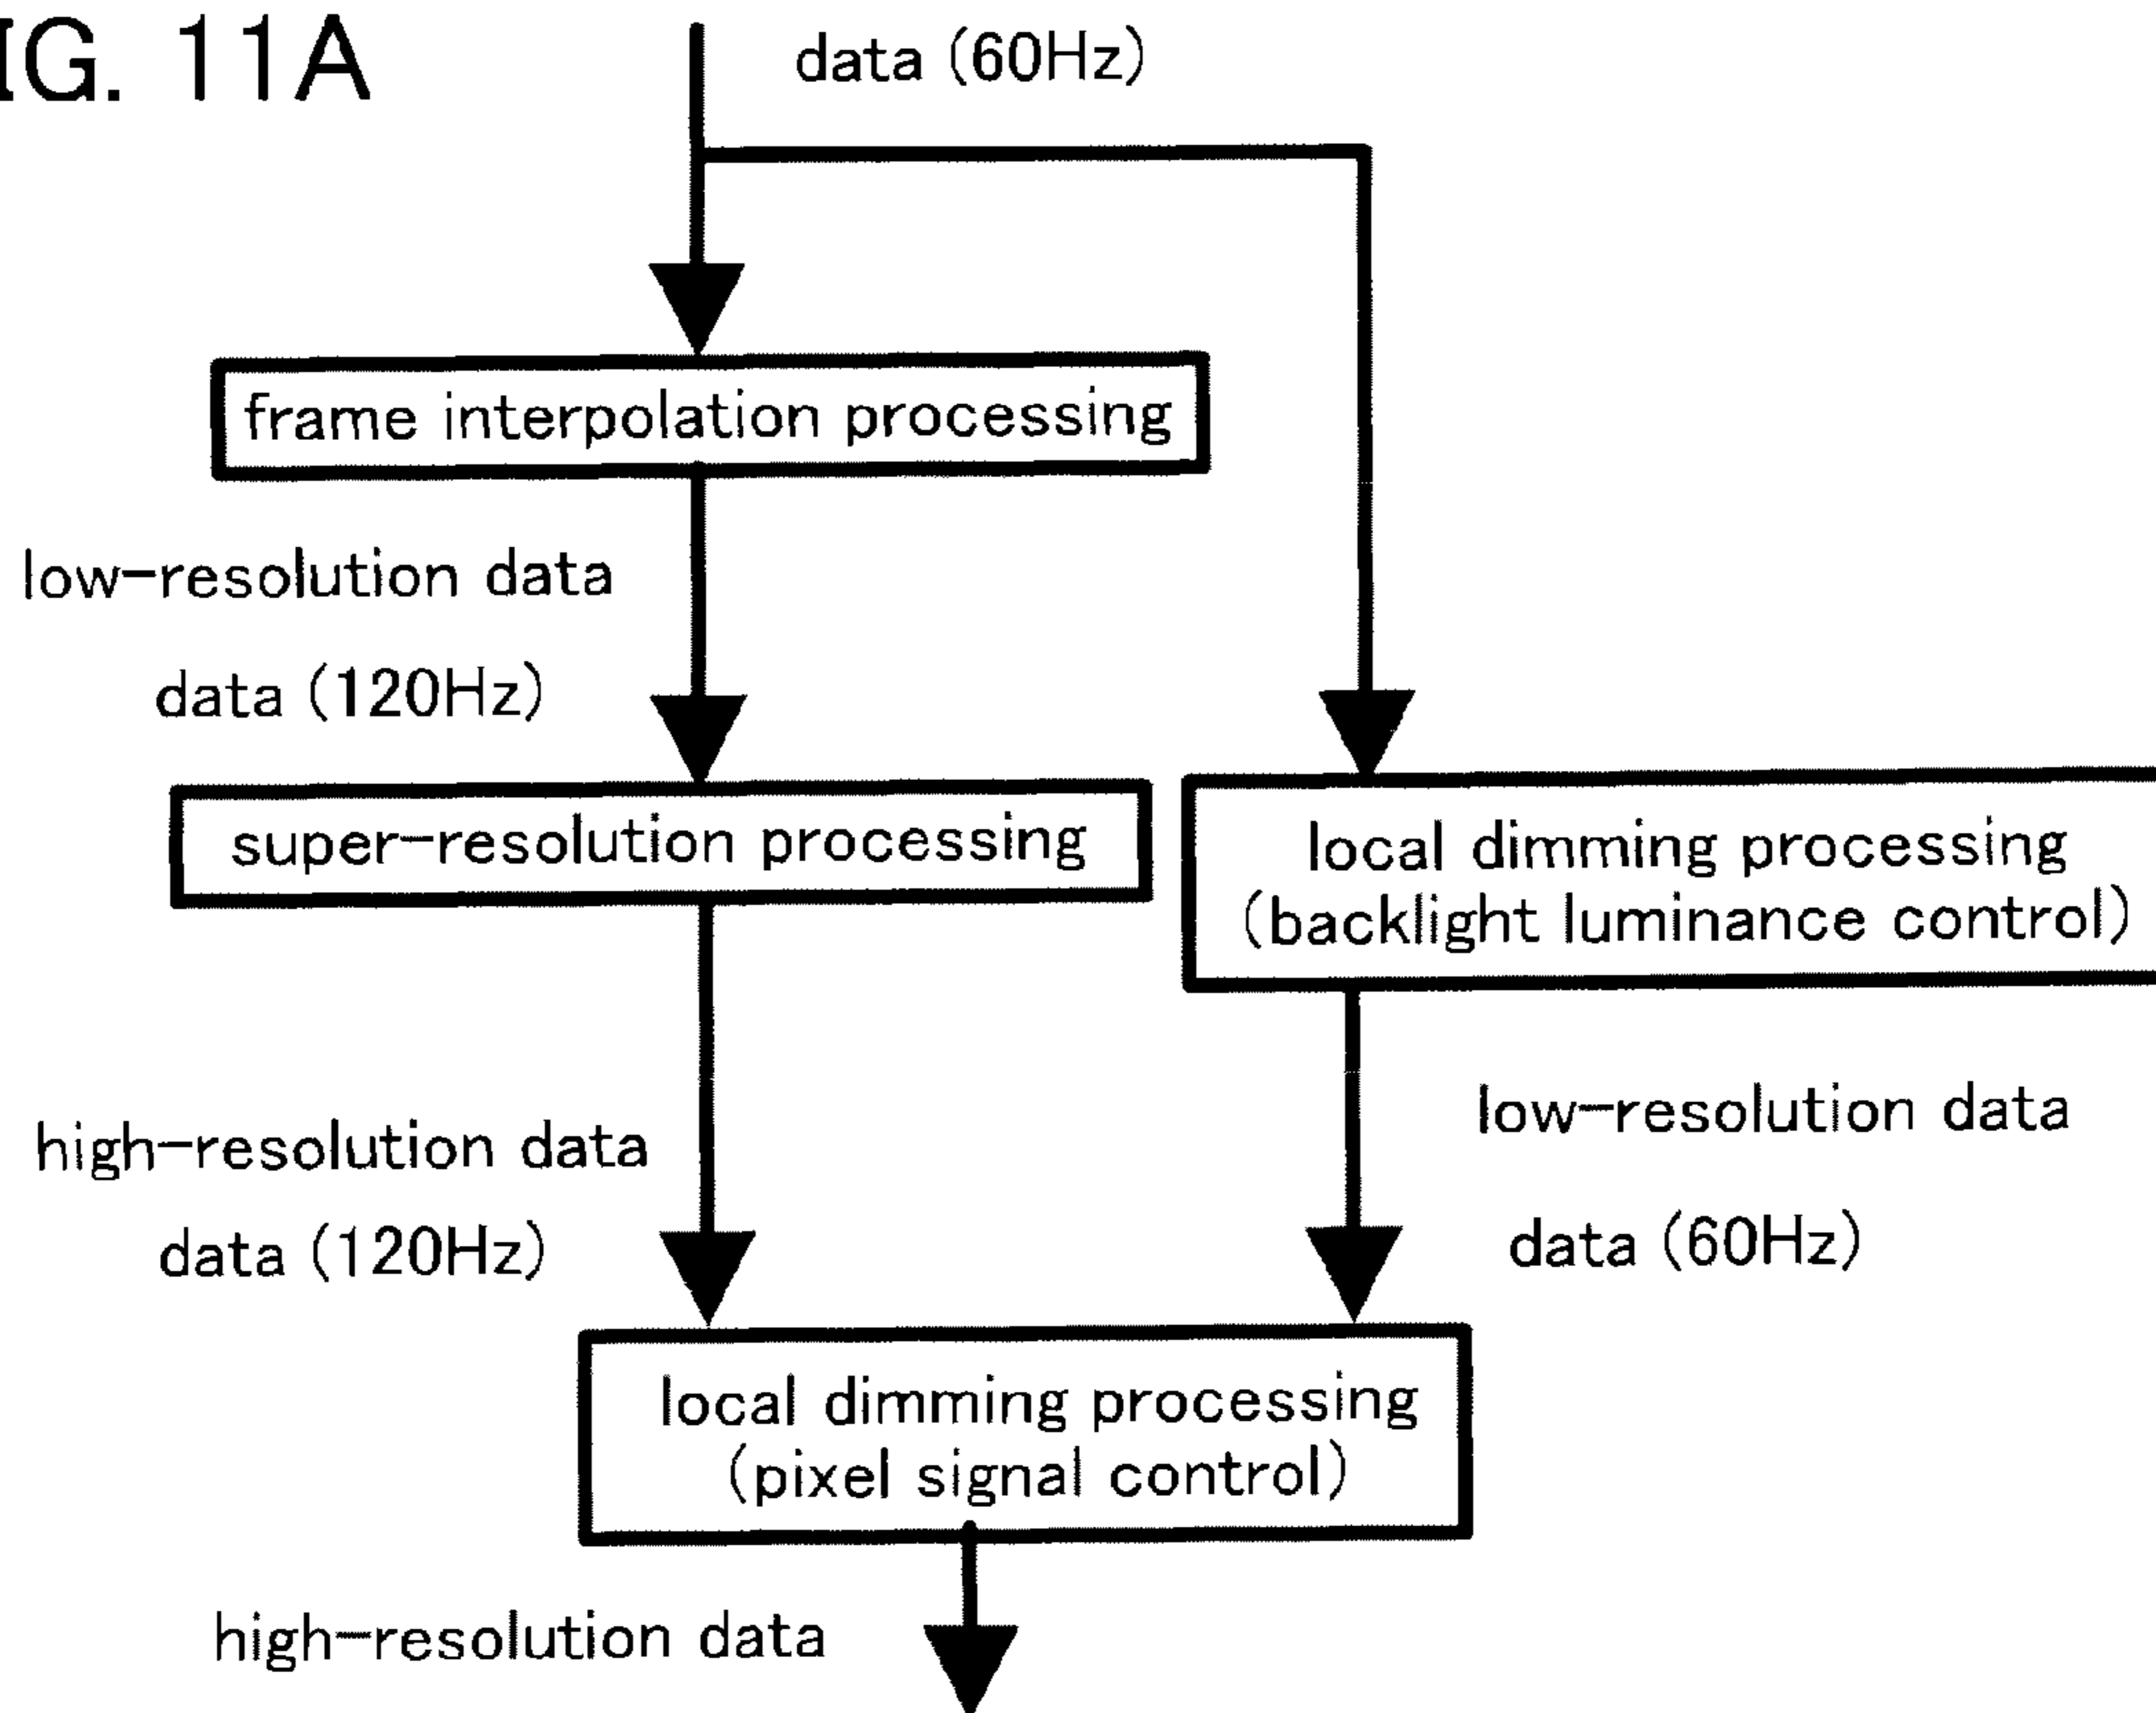 IG. 11A
data (60Hz)
frame interpolation processing
low-resolution data
data (120Hz)
super-resolution processing
local dimming processing
(backlight luminance control)
high-resolution data
data (120Hz)
low-resolution data
data (60Hz)
local dimming processing
(pixel signal control)
high-resolution data